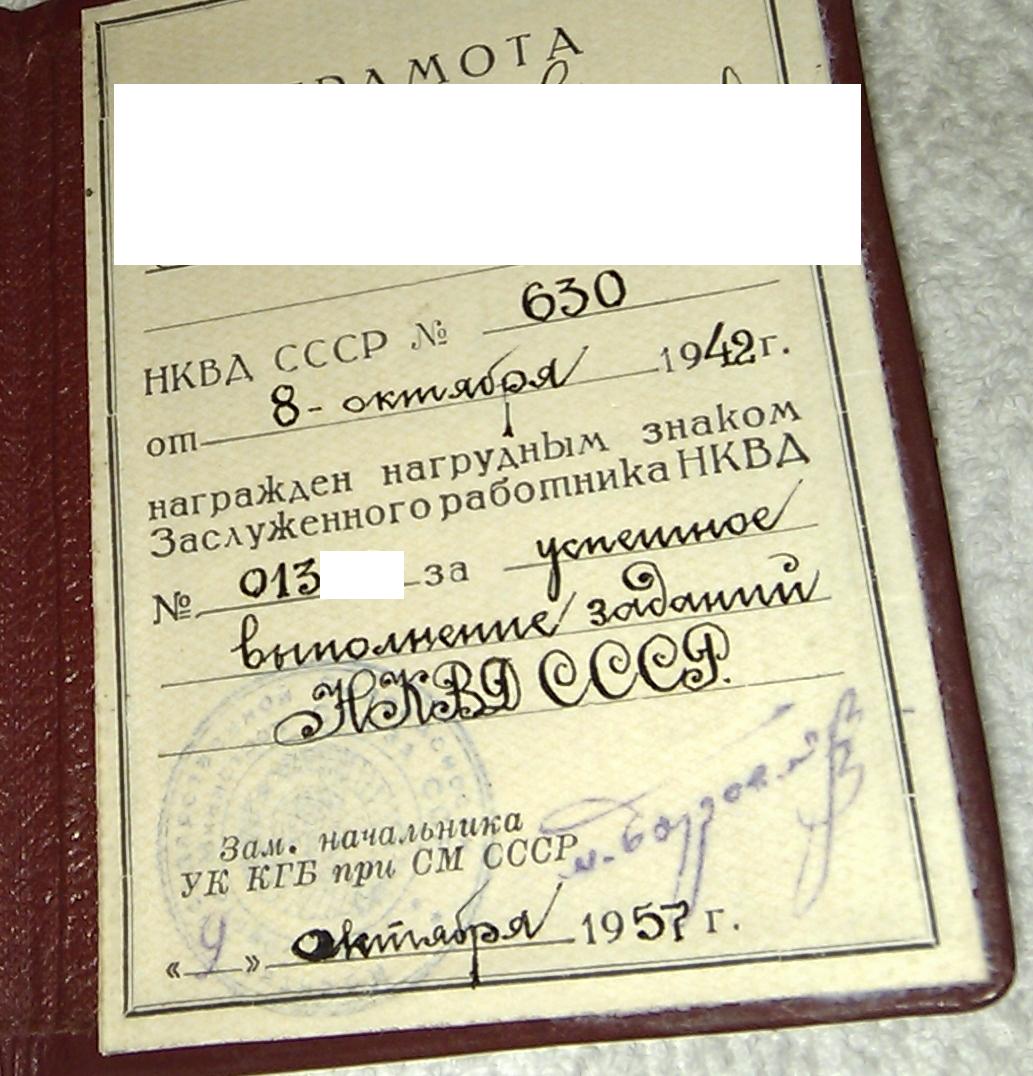 ГРАМОТА
НКВД СССР № 630
от 8- октября 1942 г.
награжден нагрудным знаком
Заслуженного работника НКВД
№ 013 за успешное
выполнение заданий
НКВД СССР.
Зам. начальника
УК КГБ при СМ СССР
«9» октября 1957 г.